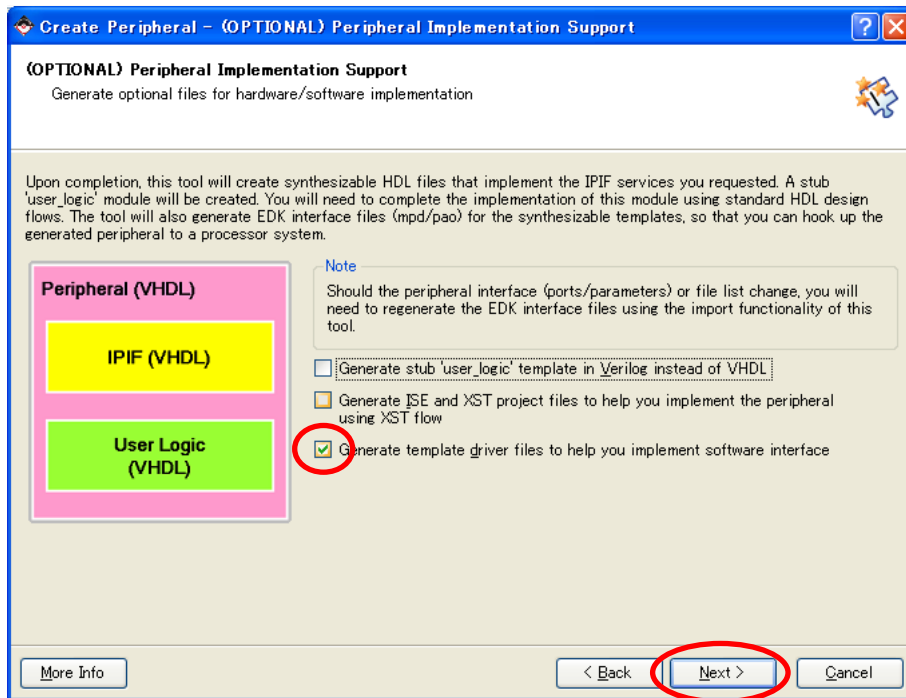 Create Peripheral - (OPTIONAL) Peripheral Implementation Support
(OPTIONAL) Peripheral Implementation Support
Generate optional files for hardware/software implementation
Upon completion, this tool will create synthesizable HDL files that implement the IPIF services you requested. A stub
'user_logic' module will be created. You will need to complete the implementation of this module using standard HDL design
flows. The tool will also generate EDK interface files (mpd/pao) for the synthesizable templates, so that you can hook up the
generated peripheral to a processor system.
Peripheral (VHDL)
IPIF (VHDL)
User Logic
(VHDL)
Note
Should the peripheral interface (ports/parameters) or file list change, you will
need to regenerate the EDK interface files using the import functionality of this
tool.
Generate stub 'user_logic' template in Verilog instead of VHDL
Generate ISE and XST project files to help you implement the peripheral
using XST flow
Generate template driver files to help you implement software interface
More Info
< Back
Next >
Cancel